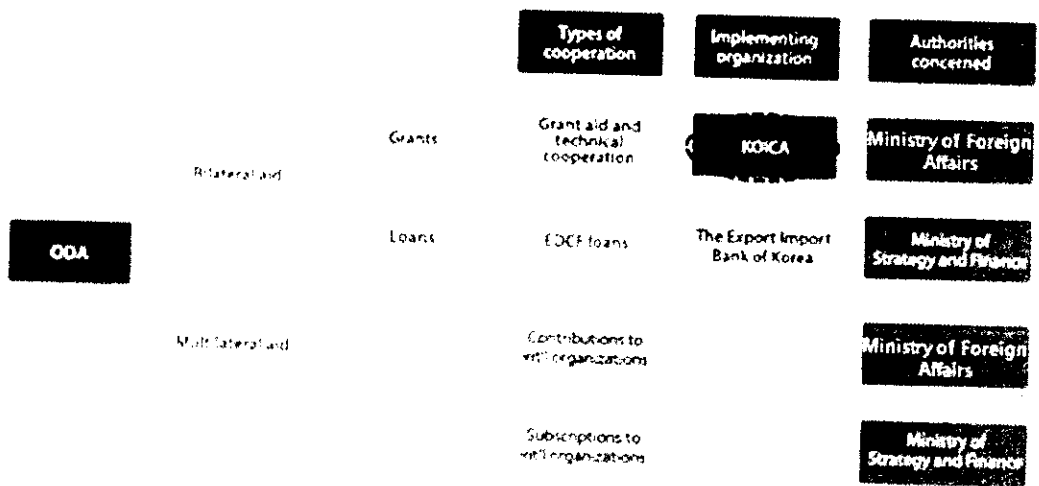 Types of
cooperation
Implementing
organization
Authorities
concerned
Grants
Grant aid and
technical
cooperation
KOICA
Ministry of Foreign
Affairs
Bilateral aid
ODA
Loans
EDCF loans
The Export Import
Bank of Korea
Ministry of
Strategy and Finance
Multilateral aid
Contributions to
int'l organizations
Ministry of Foreign
Affairs
Subscriptions to
int'l organizations
Ministry of
Strategy and Finance